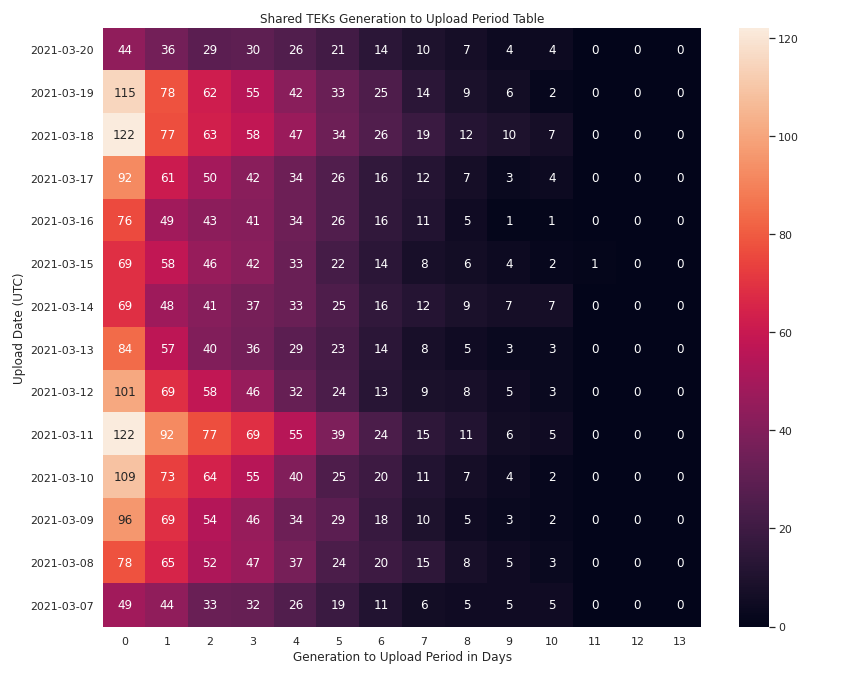 Shared TEKs Generation to Upload Period Table
Upload Date (UTC)
2021-03-20 44 36 29 30 26 21 14 10 7 4 4 0 0 0
2021-03-19 115 78 62 55 42 33 25 14 9 6 2 0 0 0
2021-03-18 122 77 63 58 47 34 26 19 12 10 7 0 0 0
2021-03-17 92 61 50 42 34 26 16 12 7 3 4 0 0 0
2021-03-16 76 49 43 41 34 26 16 11 5 1 1 0 0 0
2021-03-15 69 58 46 42 33 22 14 8 6 4 2 1 0 0
2021-03-14 69 48 41 37 33 25 16 12 9 7 7 0 0 0
2021-03-13 84 57 40 36 29 23 14 8 5 3 3 0 0 0
2021-03-12 101 69 58 46 32 24 13 9 8 5 3 0 0 0
2021-03-11 122 92 77 69 55 39 24 15 11 6 5 0 0 0
2021-03-10 109 73 64 55 40 25 20 11 7 4 2 0 0 0
2021-03-09 96 69 54 46 34 29 18 10 5 3 2 0 0 0
2021-03-08 78 65 52 47 37 24 20 15 8 5 3 0 0 0
2021-03-07 49 44 33 32 26 19 11 6 5 5 5 0 0 0
0 1 2 3 4 5 6 7 8 9 10 11 12 13
Generation to Upload Period in Days
120
100
80
60
40
20
0